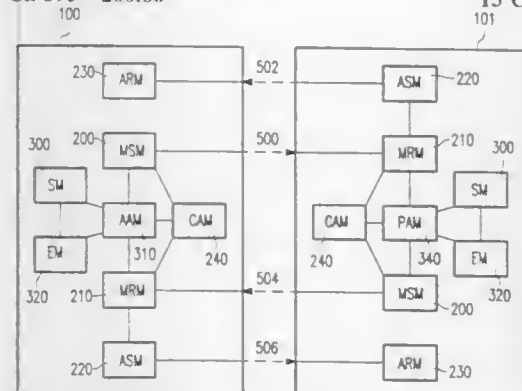 100
101
230 ARM 502 ASM 220
200 MSM 500 MRM 210
300 SM AAM 310 CAM 240
EM 320
210 MRM 504
220 ASM 506
CAM 240 PAM 340 SM 300
EM 320
MSM 200
ARM 230